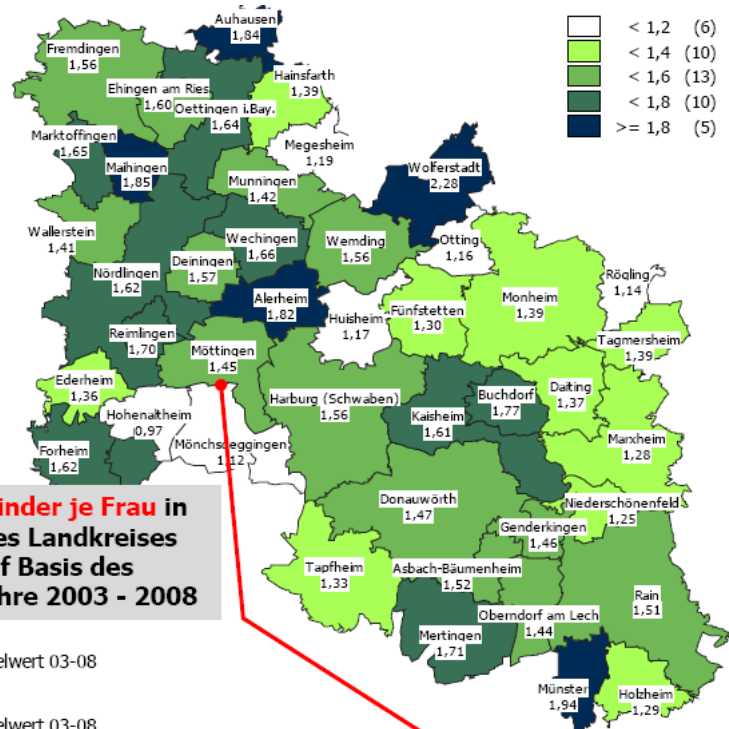 Auhausen
1,84
< 1,2 (6)
< 1,4 (10)
< 1,6 (13)
< 1,8 (10)
>= 1,8 (5)
Fremdingen
1,56
Hainsfarth
1,39
Ehingen am Ries
1,60
Oettingen i.Bay.
1,64
Marktoffingen
1,65
Megesheim
1,19
Maihingen
1,85
Wolferstadt
2,28
Munningen
1,42
Wallerstein
1,41
Wechingen
1,66
Wemding
1,56
Otting
1,16
Deiningen
1,57
Nördlingen
1,62
Rögling
1,14
Alerheim
1,82
Monheim
1,39
Huisheim
1,17
Fünfstetten
1,30
Reimlingen
1,70
Tagmersheim
1,39
Möttingen
1,45
Ederheim
1,36
Daiting
1,37
Buchdorf
1,77
Harburg (Schwaben)
1,56
Hohenaltheim
0,97
Kaisheim
1,61
Mönchsdeggingen
1,12
Marxheim
1,28
Forheim
1,62
Donauwörth
1,47
Niederschönenfeld
1,25
inder je Frau in
es Landkreises
f Basis des
hre 2003 - 2008
Genderkingen
1,46
Tapfheim
1,33
Asbach-Bäumenheim
1,52
Rain
1,51
Oberndorf am Lech
1,44
Mertingen
1,71
elwert 03-08
Münster
1,94
Holzheim
1,29
elwert 03-08